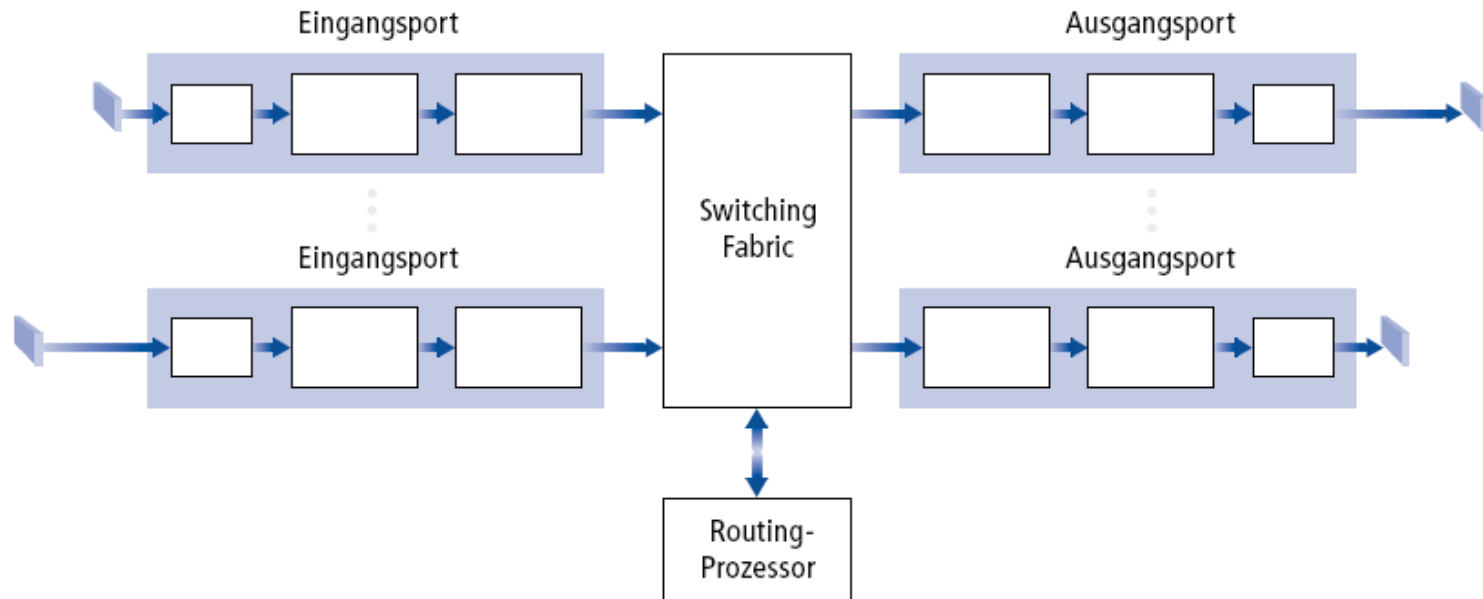 Eingangsport
Ausgangsport
Switching
Fabric
Eingangsport
Ausgangsport
Routing-
Prozessor